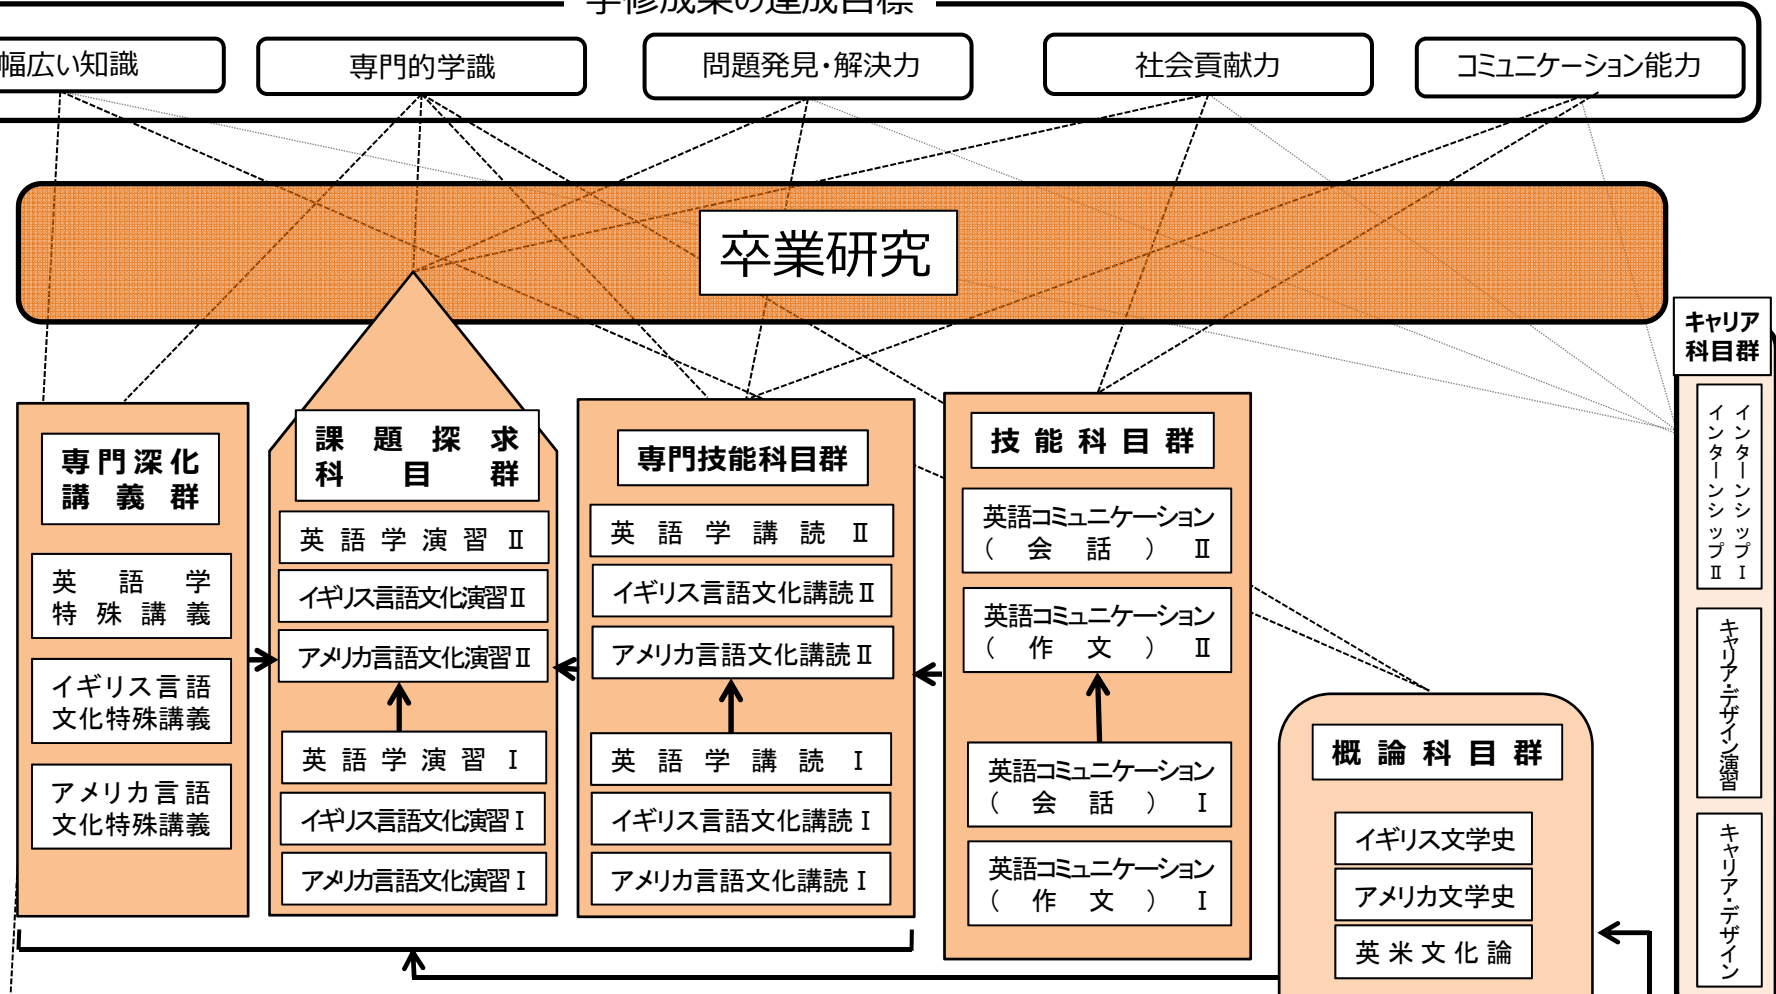 学修成果の達成目標
幅広い知識
専門的学識
問題発見・解決力
社会貢献力
コミュニケーション能力
卒業研究
専門深化
講義群
英語学
特殊講義
イギリス言語
文化特殊講義
アメリカ言語
文化特殊講義
課題探求
科目群
英語学演習Ⅱ
イギリス言語文化演習Ⅱ
アメリカ言語文化演習Ⅱ
英語学演習Ⅰ
イギリス言語文化演習Ⅰ
アメリカ言語文化演習Ⅰ
専門技能科目群
英語学講読Ⅱ
イギリス言語文化講読Ⅱ
アメリカ言語文化講読Ⅱ
英語学講読Ⅰ
イギリス言語文化講読Ⅰ
アメリカ言語文化講読Ⅰ
技能科目群
英語コミュニケーション
（会話）Ⅱ
英語コミュニケーション
（作文）Ⅱ
英語コミュニケーション
（会話）Ⅰ
英語コミュニケーション
（作文）Ⅰ
概論科目群
イギリス文学史
アメリカ文学史
英米文化論
キャリア
科目群
インターンシップⅠ
インターンシップⅡ
キャリア・デザイン演習
キャリア・デザイン